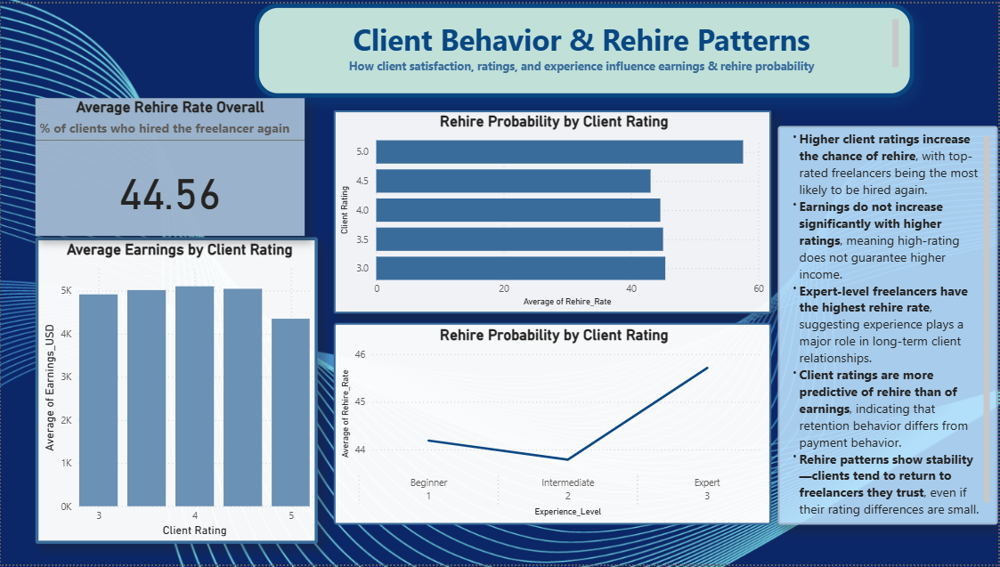 Client Behavior & Rehire Patterns
How client satisfaction, ratings, and experience influence earnings & rehire probability
Average Rehire Rate Overall
% of clients who hired the freelancer again
44.56
Average Earnings by Client Rating
Average of Earnings_USD
5K
4K
3K
2K
1K
0K
3
4
5
Client Rating
Rehire Probability by Client Rating
Client Rating
5.0
4.5
4.0
3.5
3.0
0
20
40
60
Average of Rehire_Rate
Rehire Probability by Client Rating
Average of Rehire_Rate
46
45
44
Beginner
Intermediate
Expert
1
2
3
Experience_Level
• Higher client ratings increase
the chance of rehire, with top-
rated freelancers being the most
likely to be hired again.
• Earnings do not increase
significantly with higher
ratings, meaning high-rating
does not guarantee higher
income.
• Expert-level freelancers have
the highest rehire rate,
suggesting experience plays a
major role in long-term client
relationships.
• Client ratings are more
predictive of rehire than of
earnings, indicating that
retention behavior differs from
payment behavior.
• Rehire patterns show stability
—clients tend to return to
freelancers they trust, even if
their rating differences are small.